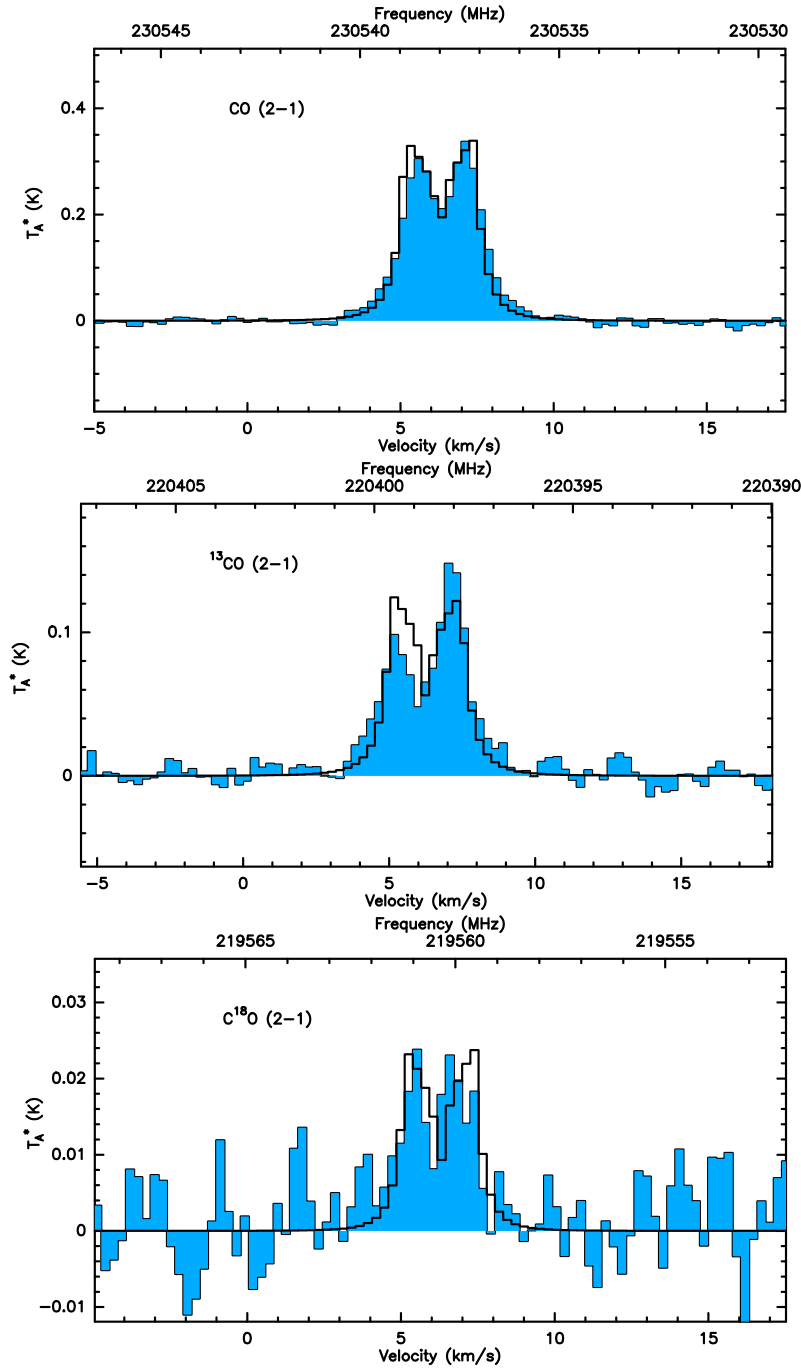 Frequency (MHz)
230545 230540 230535 230530
CO (2−1)
0.4
0.2
0
T_A^* (K)
−5 0 5 10 15
Velocity (km/s)
Frequency (MHz)
220405 220400 220395 220390
¹³CO (2−1)
0.1
0
T_A^* (K)
−5 0 5 10 15
Velocity (km/s)
Frequency (MHz)
219565 219560 219555
C¹⁸O (2−1)
0.03
0.02
0.01
0
−0.01
T_A^* (K)
0 5 10 15
Velocity (km/s)